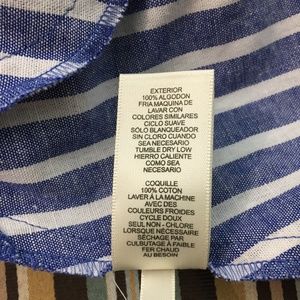 EXTERIOR
100% ALGODON
FRIA MAQUINA DE
LAVAR CON
COLORES SIMILARES
CICLO SUAVE
SÓLO BLANQUEADOR
SIN CLORO CUANDO
SEA NECESARIO
TUMBLE DRY LOW
HIERRO CALIENTE
COMO SEA
NECESARIO
COQUILLE
100% COTON
LAVER À LA MACHINE
AVEC DES
COULEURS FROIDES
CYCLE DOUX
SEUL NON - CHLORE
LORSQUE NÉCESSAIRE
SÉCHAGE PAR
CULBUTAGE À FAIBLE
FER CHAUD
AU BESOIN